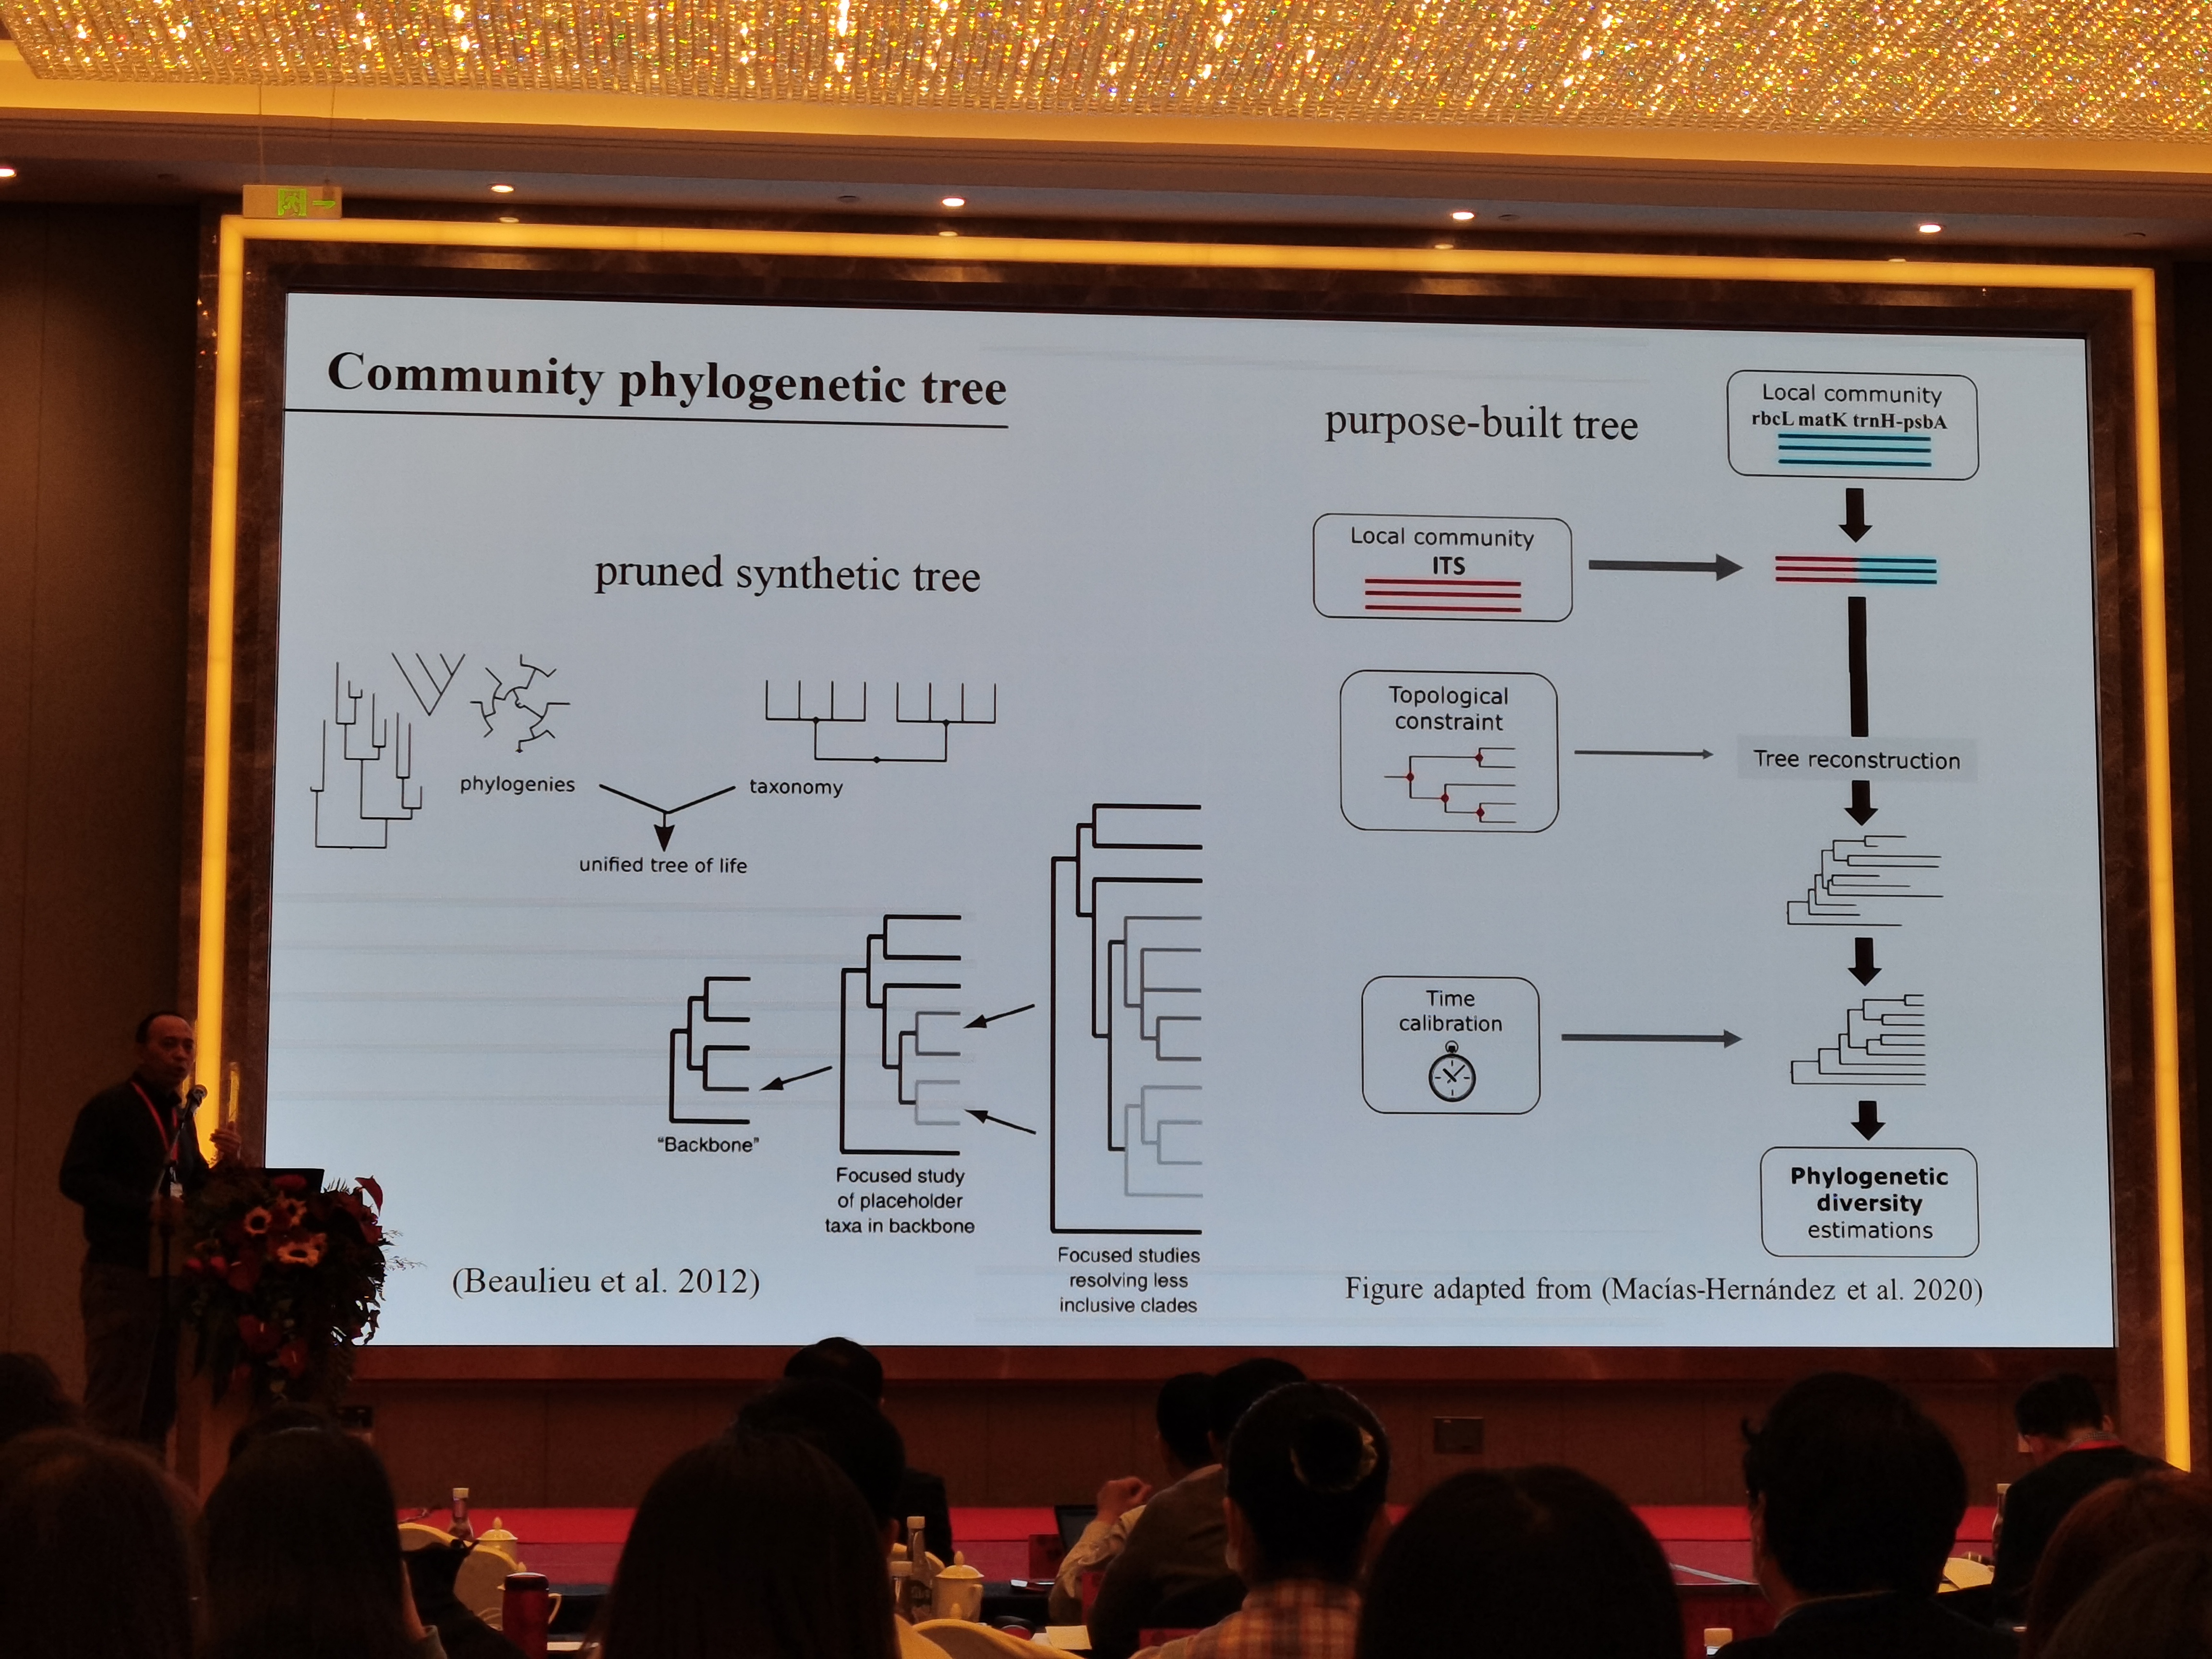 Community phylogenetic tree
pruned synthetic tree
phylogenies
taxonomy
unified tree of life
"Backbone"
Focused study
of placeholder
taxa in backbone
Focused studies
resolving less
inclusive clades
(Beaulieu et al. 2012)
purpose-built tree
Local community
rbcL matK trnH-psbA
Local community
ITS
Topological
constraint
Tree reconstruction
Time
calibration
Phylogenetic
diversity
estimations
Figure adapted from (Macías-Hernández et al. 2020)